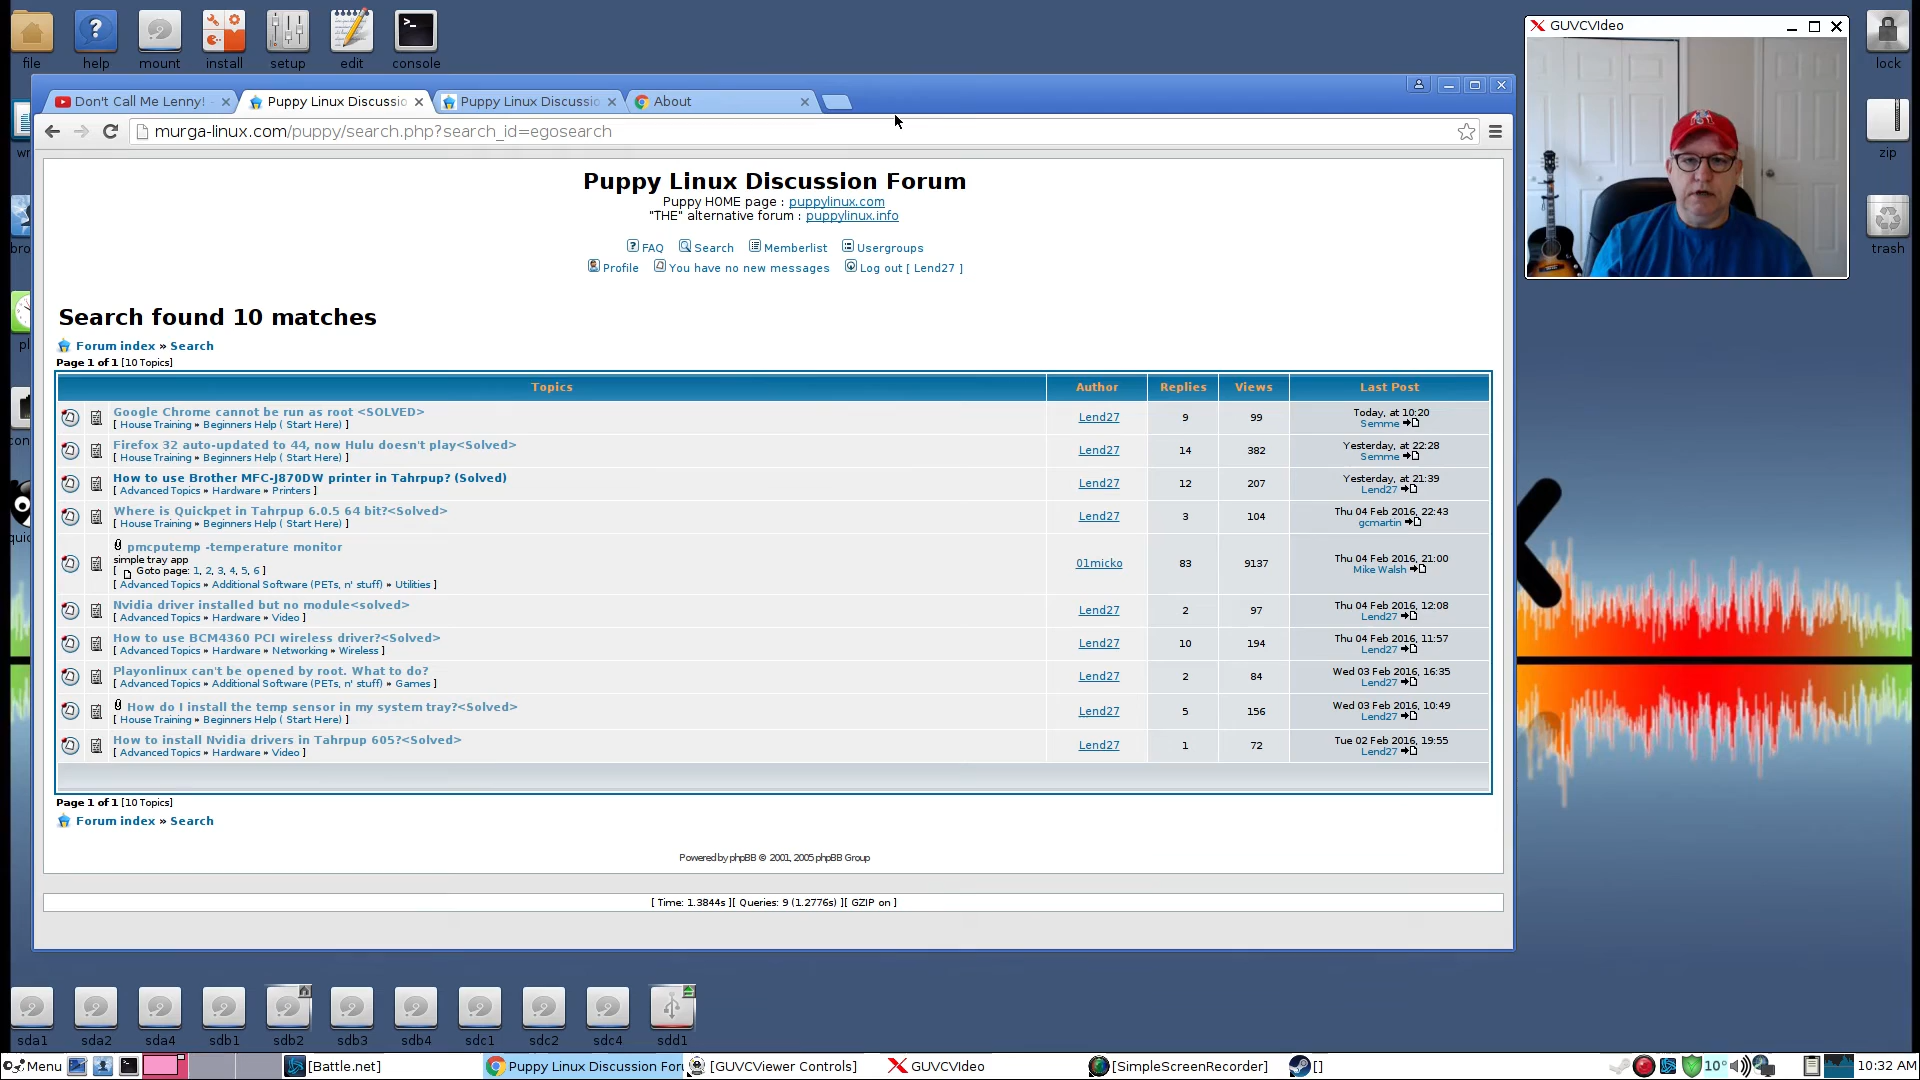 file
help
mount
install
setup
edit
console
GUVCVIdeo
lock
zip
trash
Don't Call Me Lenny!
Puppy Linux Discussio
Puppy Linux Discussio
About
murga-linux.com/puppy/search.php?search_id=egosearch
Puppy Linux Discussion Forum
Puppy HOME page : puppylinux.com
"THE" alternative forum : puppylinux.info
FAQ Search Memberlist Usergroups
Profile You have no new messages Log out [ Lend27 ]
Search found 10 matches
Forum index » Search
Page 1 of 1 [10 Topics]
Topics Author Replies Views Last Post
Google Chrome cannot be run as root <SOLVED>
[ House Training » Beginners Help ( Start Here) ]
Lend27 9 99
Today, at 10:20
Semme
Firefox 32 auto-updated to 44, now Hulu doesn't play<Solved>
[ House Training » Beginners Help ( Start Here) ]
Lend27 14 382
Yesterday, at 22:28
Semme
How to use Brother MFC-J870DW printer in Tahrpup? (Solved)
[ Advanced Topics » Hardware » Printers ]
Lend27 12 207
Yesterday, at 21:39
Lend27
Where is Quickpet in Tahrpup 6.0.5 64 bit?<Solved>
[ House Training » Beginners Help ( Start Here) ]
Lend27 3 104
Thu 04 Feb 2016, 22:43
gcmartin
pmcputemp -temperature monitor
simple tray app
[ Goto page: 1, 2, 3, 4, 5, 6 ]
[ Advanced Topics » Additional Software (PETs, n' stuff) » Utilities ]
01micko 83 9137
Thu 04 Feb 2016, 21:00
Mike Walsh
Nvidia driver installed but no module<solved>
[ Advanced Topics » Hardware » Video ]
Lend27 2 97
Thu 04 Feb 2016, 12:08
Lend27
How to use BCM4360 PCI wireless driver?<Solved>
[ Advanced Topics » Hardware » Networking » Wireless ]
Lend27 10 194
Thu 04 Feb 2016, 11:57
Lend27
Playonlinux can't be opened by root. What to do?
[ Advanced Topics » Additional Software (PETs, n' stuff) » Games ]
Lend27 2 84
Wed 03 Feb 2016, 16:35
Lend27
How do I install the temp sensor in my system tray?<Solved>
[ House Training » Beginners Help ( Start Here) ]
Lend27 5 156
Wed 03 Feb 2016, 10:49
Lend27
How to install Nvidia drivers in Tahrpup 605?<Solved>
[ Advanced Topics » Hardware » Video ]
Lend27 1 72
Tue 02 Feb 2016, 19:55
Lend27
Page 1 of 1 [10 Topics]
Forum index » Search
Powered by phpBB © 2001, 2005 phpBB Group
[ Time: 1.3844s ][ Queries: 9 (1.2776s) ][ GZIP on ]
sda1
sda2
sda4
sdb1
sdb2
sdb3
sdb4
sdc1
sdc2
sdc4
sdd1
Menu
[Battle.net]
Puppy Linux Discussion Foru
[GUVCViewer Controls]
GUVCVIdeo
[SimpleScreenRecorder]
[]
10°
10:32 AM